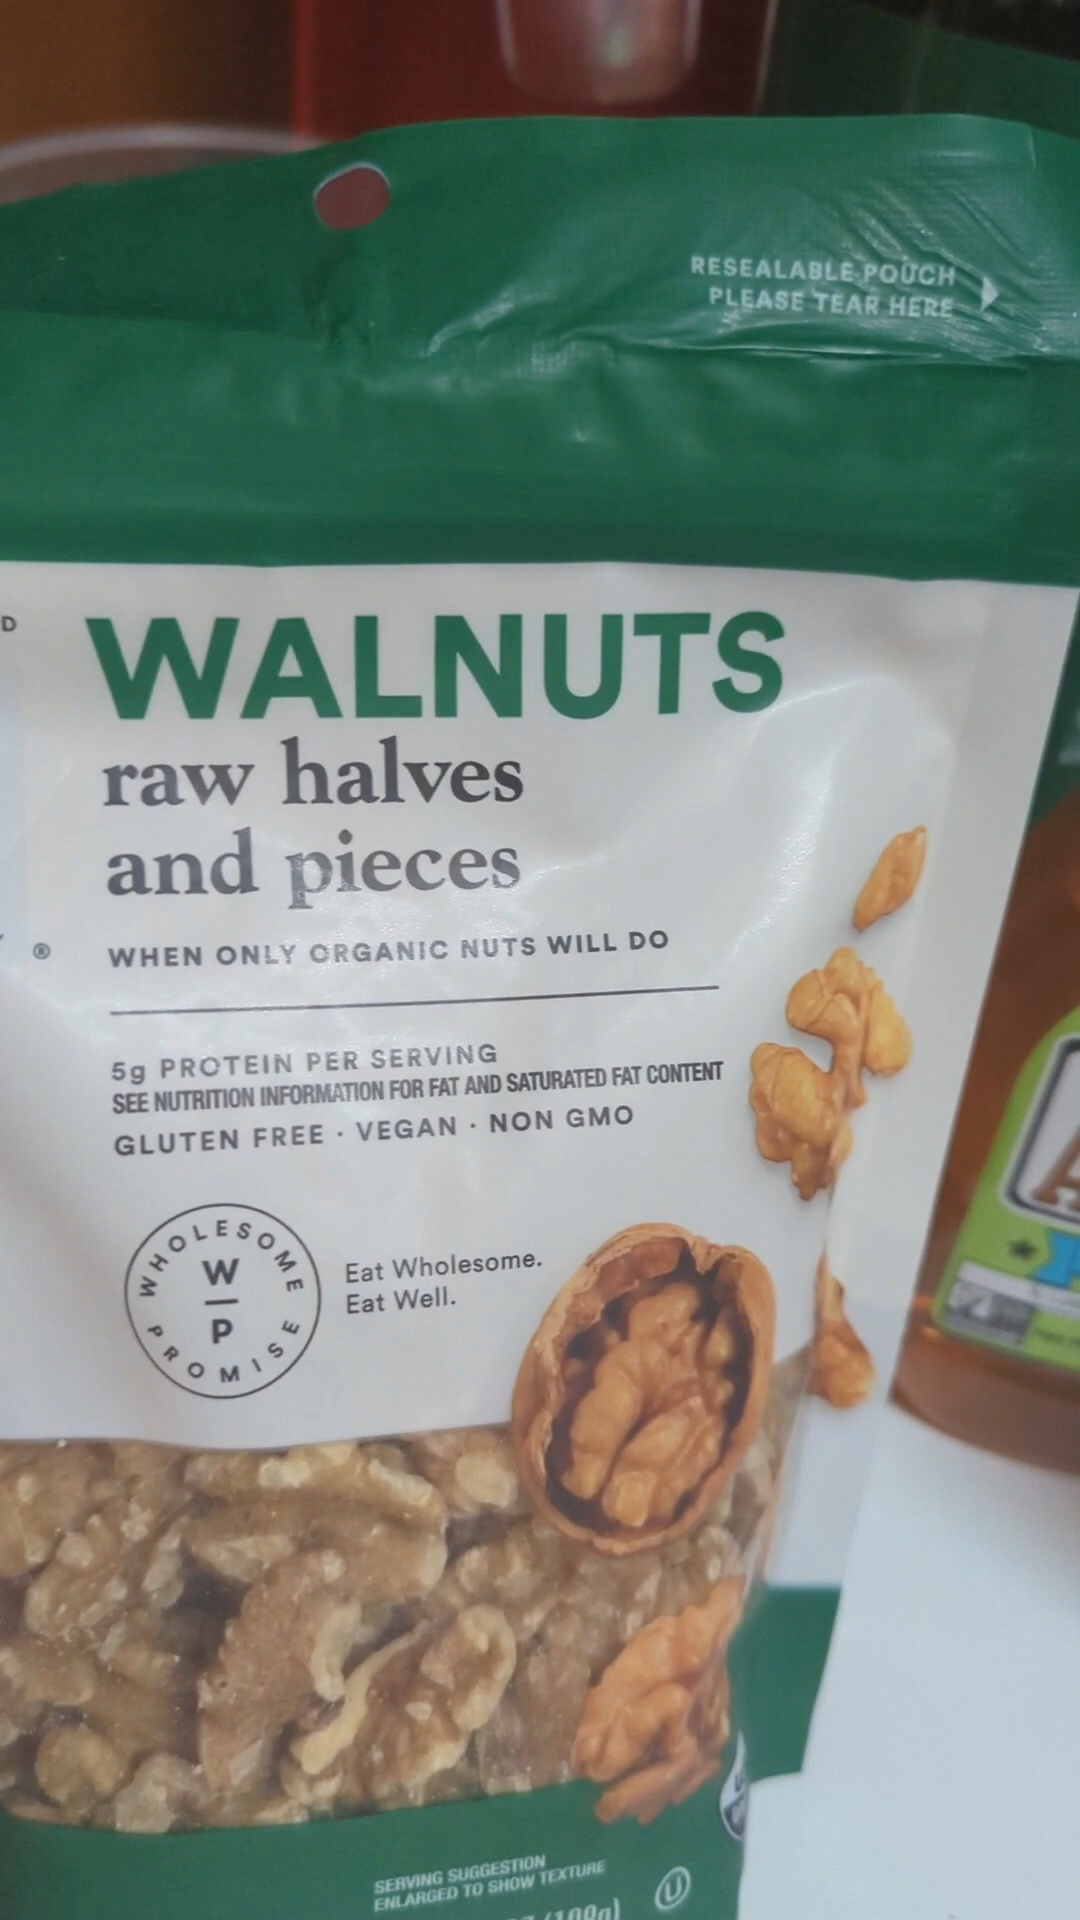 RESEALABLE POUCH
PLEASE TEAR HERE
D
WALNUTS
raw halves
and pieces
®
WHEN ONLY ORGANIC NUTS WILL DO
5g PROTEIN PER SERVING
SEE NUTRITION INFORMATION FOR FAT AND SATURATED FAT CONTENT
GLUTEN FREE · VEGAN · NON GMO
WHOLESOME
W
P
PROMISE
Eat Wholesome.
Eat Well.
SERVING SUGGESTION
ENLARGED TO SHOW TEXTURE
U